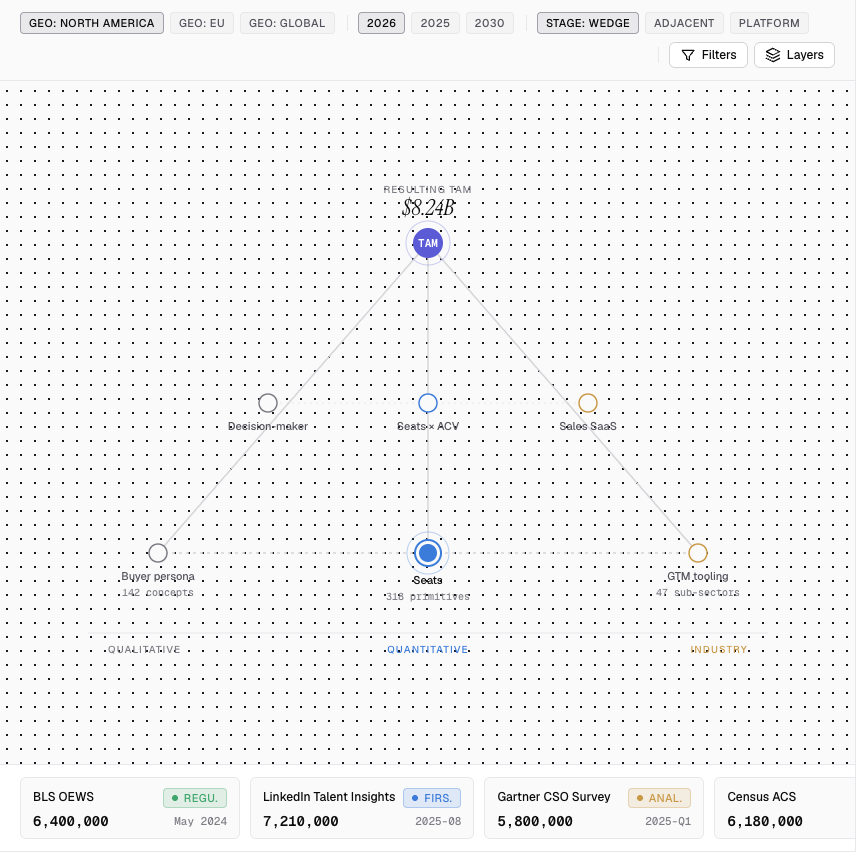 GEO: NORTH AMERICA GEO: EU GEO: GLOBAL 2026 2025 2030 STAGE: WEDGE ADJACENT PLATFORM
Filters Layers
RESULTING TAM
$8.24B
TAM
Decision-maker Seats × ACV Sales SaaS
Buyer persona Seats GTM tooling
142 concepts 318 primitives 47 sub-sectors
QUALITATIVE QUANTITATIVE INDUSTRY
BLS OEWS REGU. LinkedIn Talent Insights FIRS. Gartner CSO Survey ANAL. Census ACS
6,400,000 May 2024 7,210,000 2025-08 5,800,000 2025-Q1 6,180,000